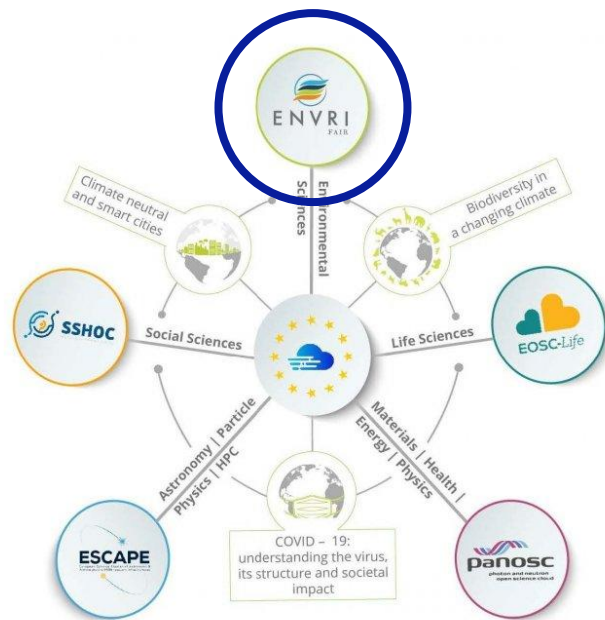 ENVRI
FAIR
Environmental
Sciences
Climate neutral
and smart cities
Biodiversity in
a changing climate
SSHOC
Social Sciences
Life Sciences
EOSC-Life
Astronomy | Particle
Physics | HPC
Materials | Health |
Energy | Physics
ESCAPE
COVID – 19:
understanding the virus,
its structure and societal
impact
panosc
photon and neutron
open science cloud